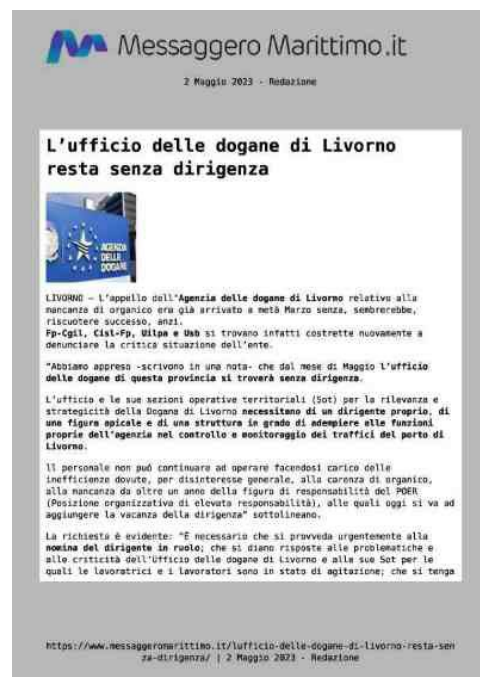 Messaggero Marittimo.it
2 Maggio 2023 - Redazione
L'ufficio delle dogane di Livorno
resta senza dirigenza
AGENZIA
DELLE
DOGANE
LIVORNO – L'appello dell'Agenzia delle dogane di Livorno relativo alla
mancanza di organico era già arrivato a metà Marzo senza, sembrerebbe,
riscuotere successo, anzi.
Fp-Cgil, Cisl-Fp, Uilpa e Usb si trovano infatti costrette nuovamente a
denunciare la critica situazione dell'ente.
"Abbiamo appreso -scrivono in una nota- che dal mese di Maggio l'ufficio
delle dogane di questa provincia si troverà senza dirigenza.
L'ufficio e le sue sezioni operative territoriali (Sot) per la rilevanza e
strategicità della Dogana di Livorno necessitano di un dirigente proprio, di
una figura apicale e di una struttura in grado di adempiere alle funzioni
proprie dell'agenzia nel controllo e monitoraggio dei traffici del porto di
Livorno.
Il personale non può continuare ad operare facendosi carico delle
inefficienze dovute, per disinteresse generale, alla carenza di organico,
alla mancanza da oltre un anno della figura di responsabilità del POER
(Posizione organizzativa di elevata responsabilità), alle quali oggi si va ad
aggiungere la vacanza della dirigenza" sottolineano.
La richiesta è evidente: "È necessario che si provveda urgentemente alla
nomina del dirigente in ruolo; che si diano risposte alle problematiche e
alle criticità dell'Ufficio delle dogane di Livorno e alla sue Sot per le
quali le lavoratrici e i lavoratori sono in stato di agitazione; che si tenga
https://www.messaggeromarittimo.it/lufficio-delle-dogane-di-livorno-resta-sen
za-dirigenza/ | 2 Maggio 2023 - Redazione